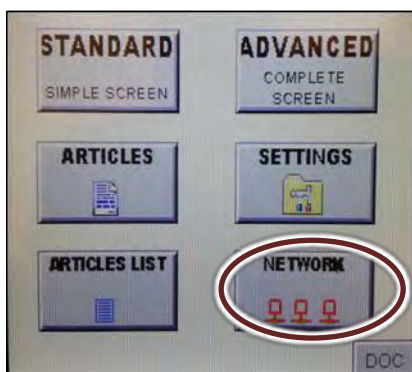 STANDARD
SIMPLE SCREEN
ADVANCED
COMPLETE
SCREEN
ARTICLES
SETTINGS
ARTICLES LIST
NETWORK
DOC